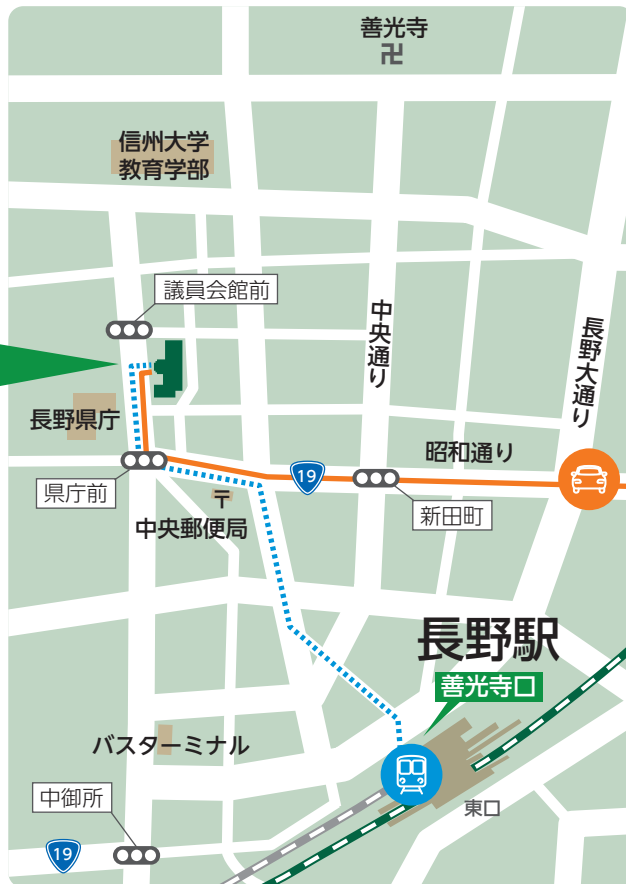 善光寺
卍
信州大学
教育学部
議員会館前
中央通り
長野大通り
長野県庁
昭和通り
県庁前
19
〒
中央郵便局
新田町
長野駅
善光寺口
バスターミナル
中御所
東口
19